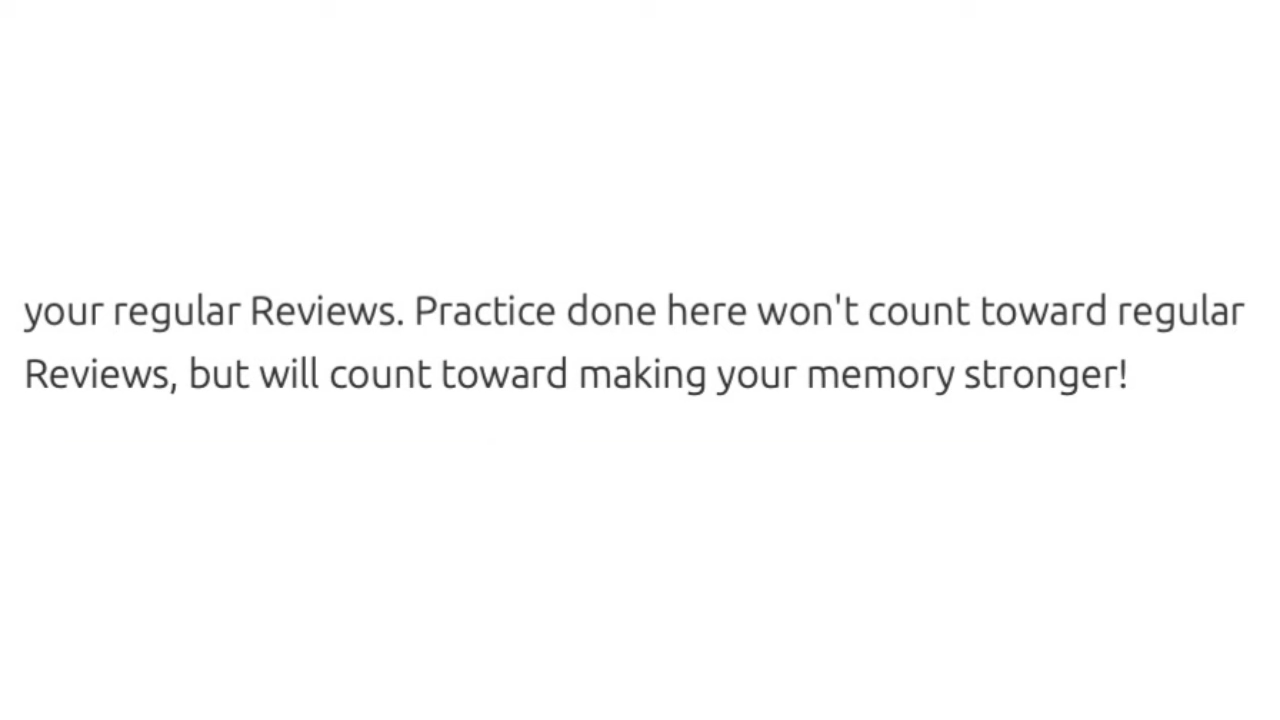 your regular Reviews. Practice done here won't count toward regular
Reviews, but will count toward making your memory stronger!